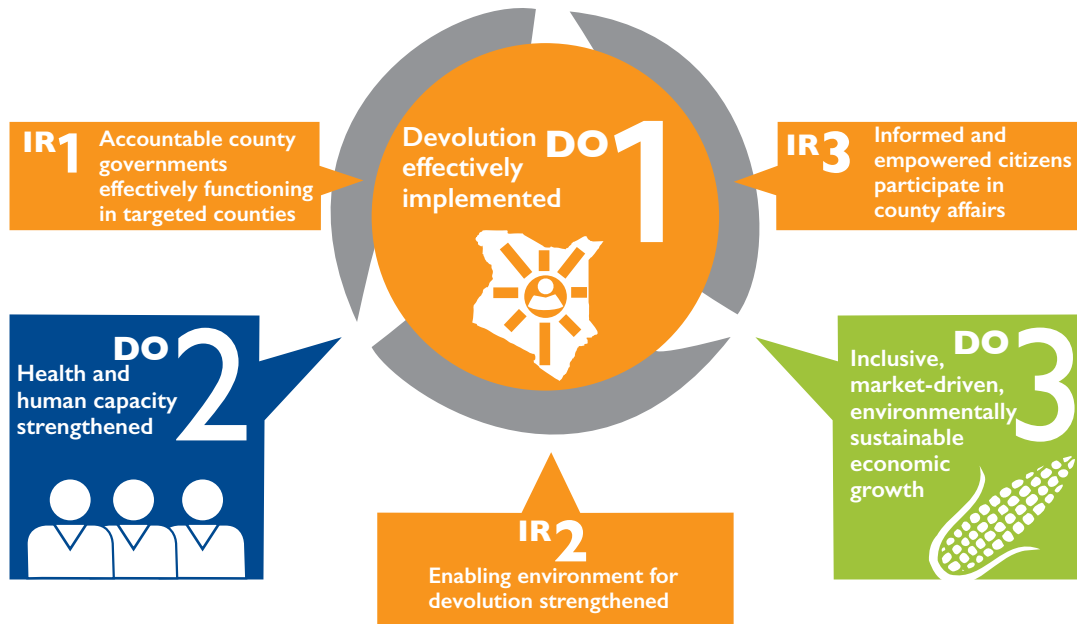 IR1 Accountable county
governments
effectively functioning
in targeted counties
Devolution
effectively
implemented
DO1
IR3 Informed and
empowered citizens
participate in
county affairs
DO2
Health and
human capacity
strengthened
DO3
Inclusive,
market-driven,
environmentally
sustainable
economic
growth
IR2
Enabling environment for
devolution strengthened